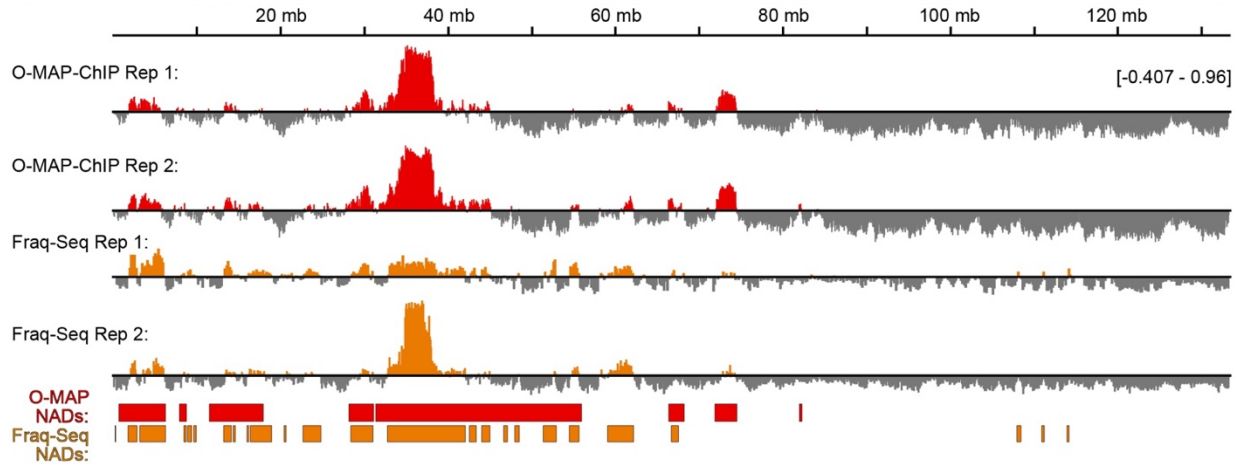 20 mb 40 mb 60 mb 80 mb 100 mb 120 mb
O-MAP-ChIP Rep 1:
[-0.407 - 0.96]
O-MAP-ChIP Rep 2:
Fraq-Seq Rep 1:
Fraq-Seq Rep 2:
O-MAP
NADs:
Fraq-Seq
NADs: